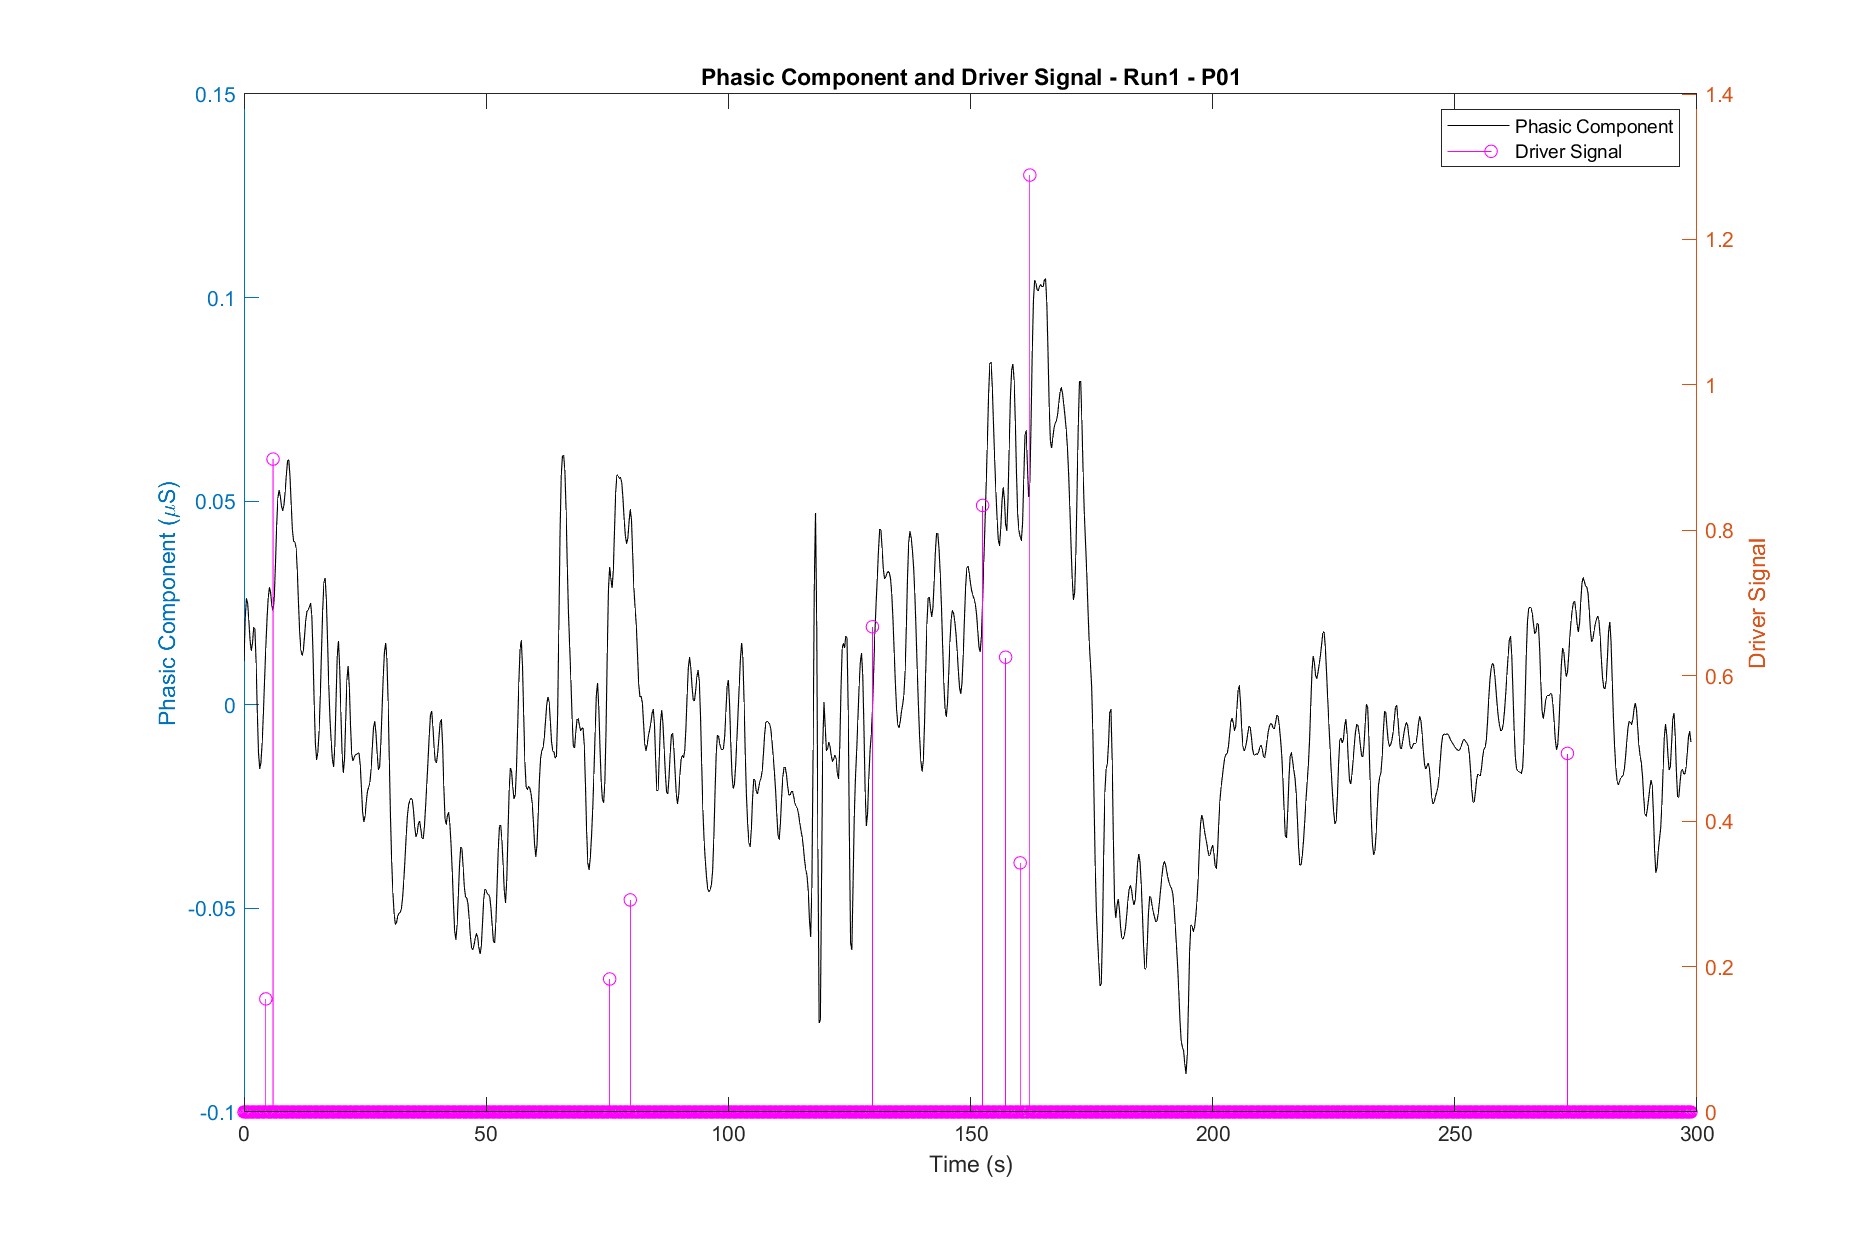 Phasic Component and Driver Signal - Run1 - P01
Phasic Component
Driver Signal
Phasic Component (μS)
0.15
0.1
0.05
0
-0.05
-0.1
1.4
1.2
1
0.8
0.6
0.4
0.2
0
Driver Signal
0 50 100 150 200 250 300
Time (s)